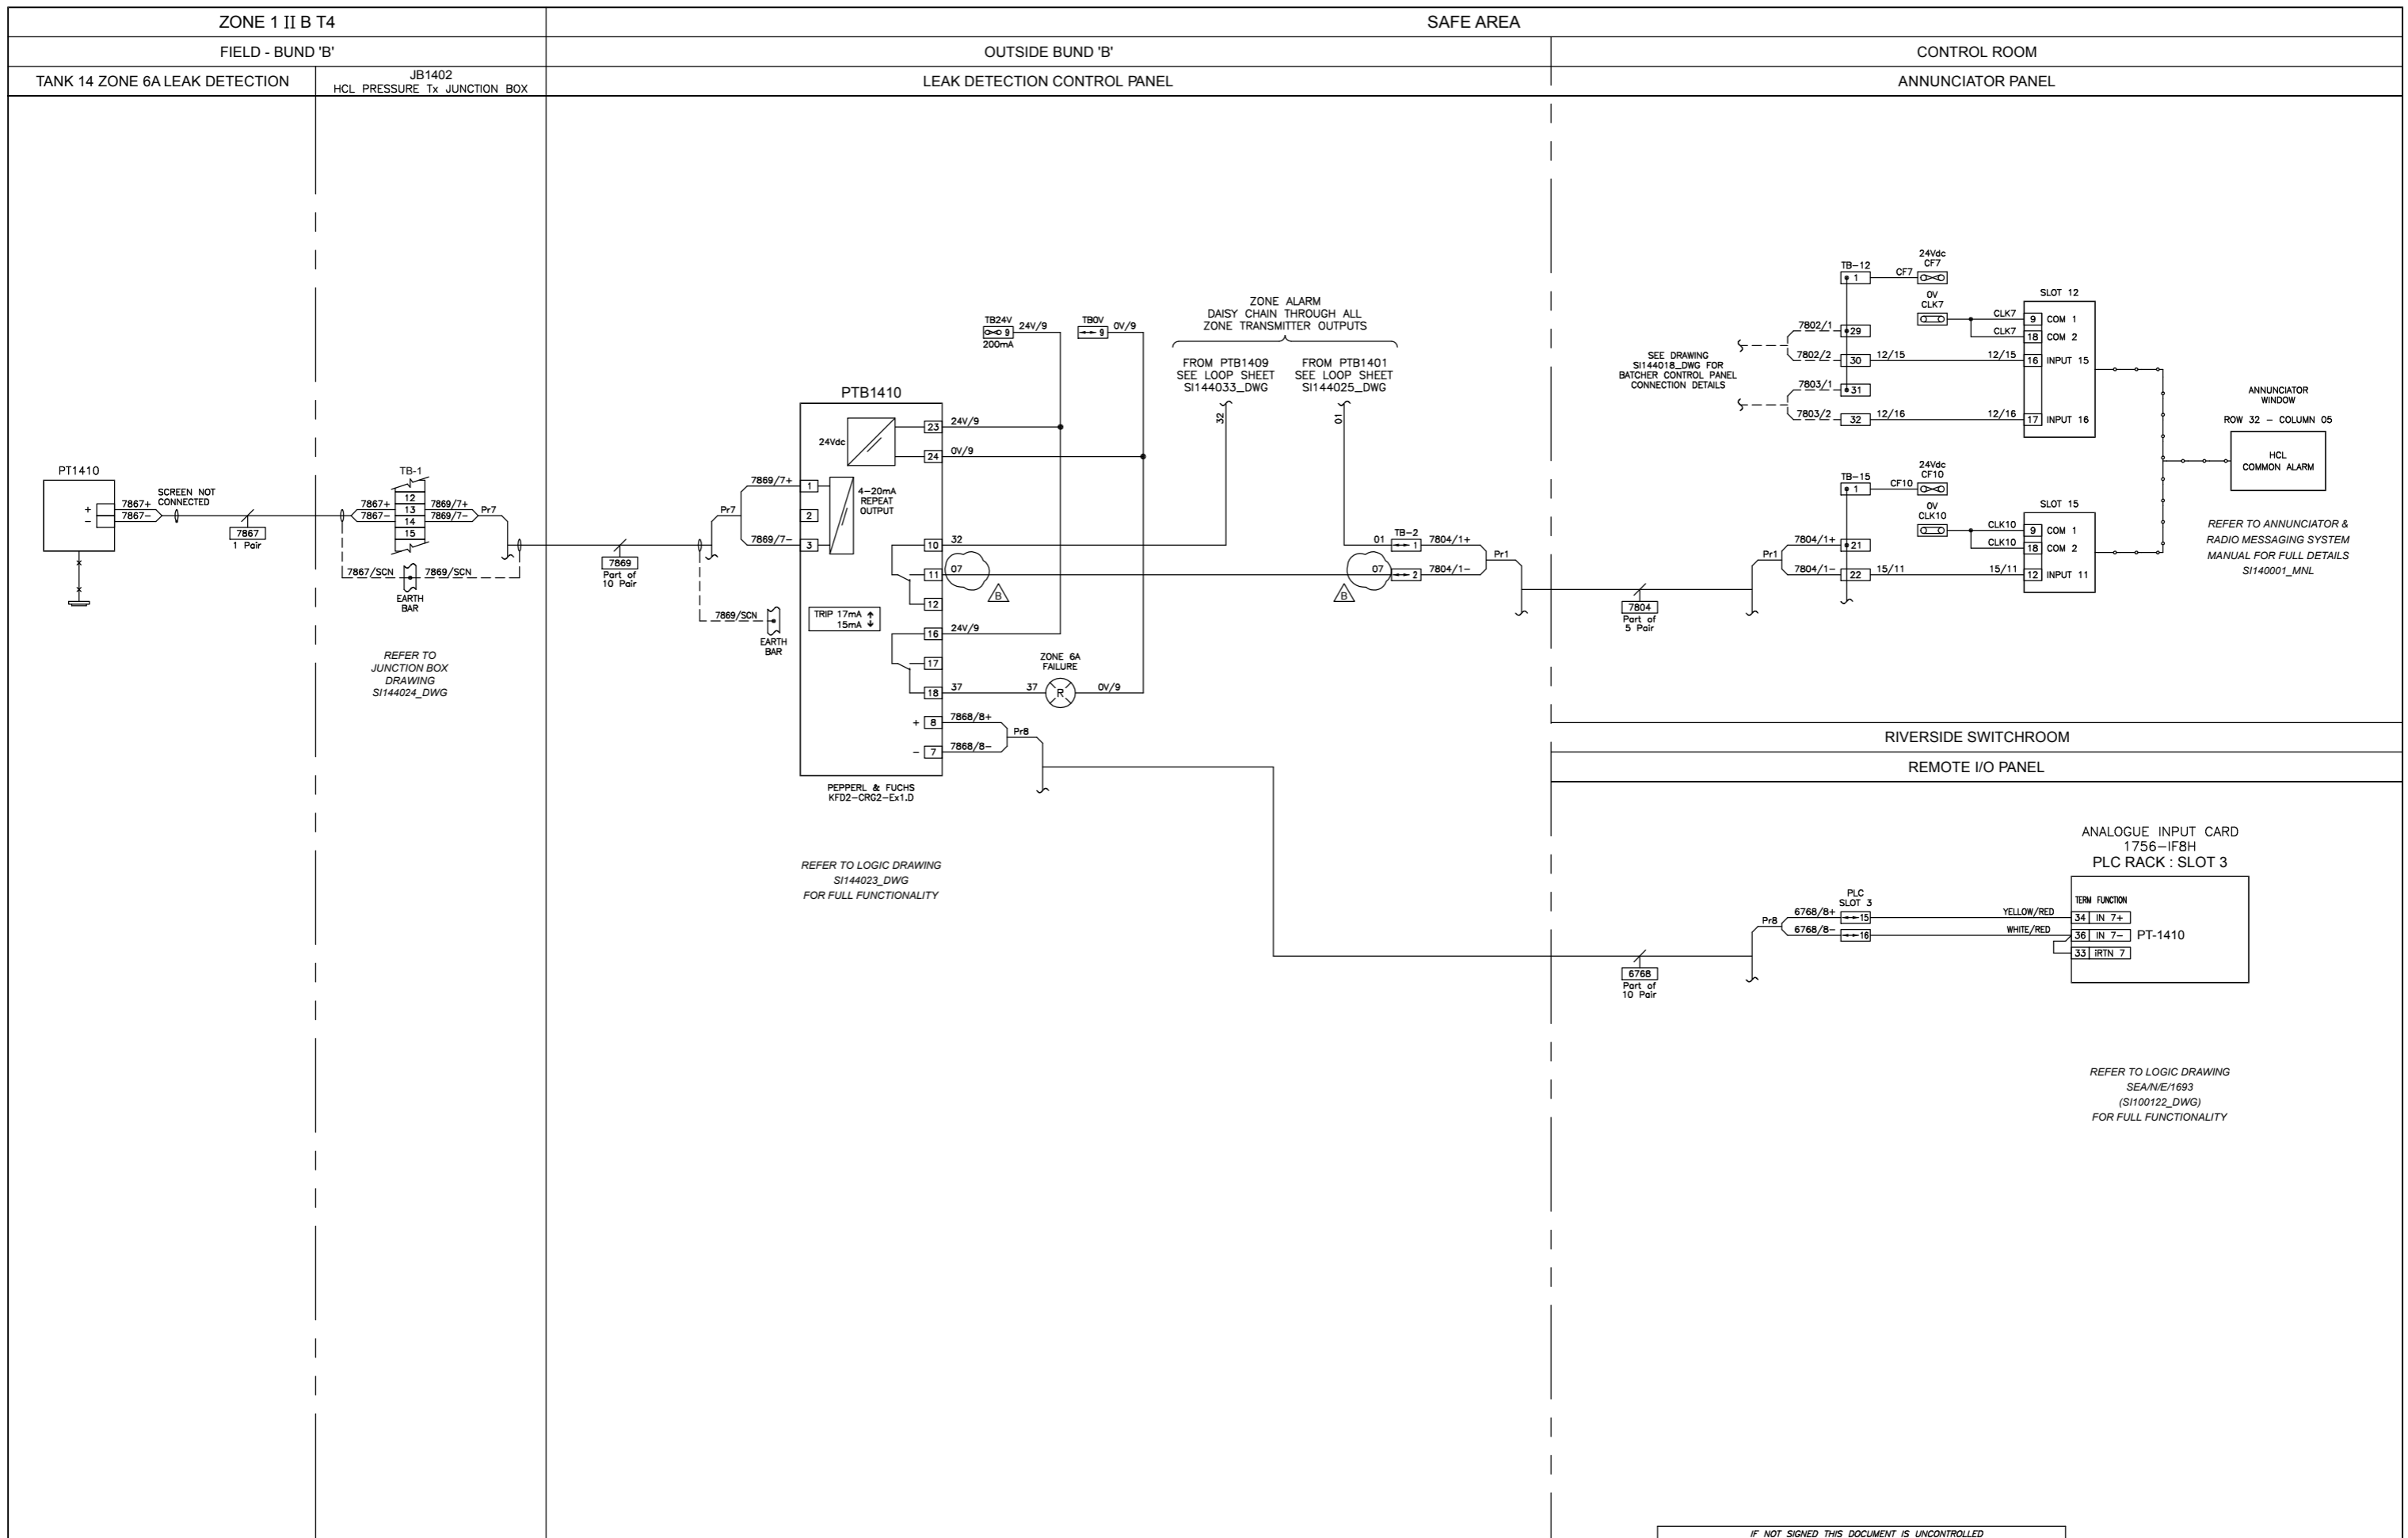 ZONE 1 II B T4
SAFE AREA
FIELD - BUND 'B'
OUTSIDE BUND 'B'
CONTROL ROOM
TANK 14 ZONE 6A LEAK DETECTION
JB1402
HCL PRESSURE Tx JUNCTION BOX
LEAK DETECTION CONTROL PANEL
ANNUNCIATOR PANEL
PT1410
+
-
7867+
7867-
SCREEN NOT
CONNECTED
7867
1 Pair
TB-1
7867+
7867-
12
13
14
15
7869/7+
7869/7-
Pr7
7867/SCN
7869/SCN
EARTH
BAR
REFER TO
JUNCTION BOX
DRAWING
SI144024_DWG
7869
Part of
10 Pair
Pr7
7869/7+
7869/7-
7869/SCN
EARTH
BAR
PTB1410
24Vdc
1
2
3
4-20mA
REPEAT
OUTPUT
TRIP 17mA ↑
15mA ↓
23
24V/9
24
0V/9
10
32
11
07
B
12
16
24V/9
17
18
37
+ 8
7868/8+
- 7
7868/8-
Pr8
PEPPERL & FUCHS
KFD2-CRG2-Ex1.D
REFER TO LOGIC DRAWING
SI144023_DWG
FOR FULL FUNCTIONALITY
TB24V
9
24V/9
200mA
TB0V
9
0V/9
ZONE 6A
FAILURE
37
R
0V/9
ZONE ALARM
DAISY CHAIN THROUGH ALL
ZONE TRANSMITTER OUTPUTS
FROM PTB1409
SEE LOOP SHEET
SI144033_DWG
32
FROM PTB1401
SEE LOOP SHEET
SI144025_DWG
01
01
TB-2
1
7804/1+
07
2
7804/1-
B
Pr1
7804
Part of
5 Pair
SEE DRAWING
SI144018_DWG FOR
BATCHER CONTROL PANEL
CONNECTION DETAILS
TB-12
1
CF7
24Vdc
CF7
0V
CLK7
7802/1
29
7802/2
30
12/15
12/15
7803/1
31
7803/2
32
12/16
12/16
SLOT 12
CLK7
9
COM 1
CLK7
18
COM 2
16
INPUT 15
17
INPUT 16
TB-15
1
CF10
24Vdc
CF10
0V
CLK10
Pr1
7804/1+
21
7804/1-
22
15/11
15/11
SLOT 15
CLK10
9
COM 1
CLK10
18
COM 2
12
INPUT 11
ANNUNCIATOR
WINDOW
ROW 32 - COLUMN 05
HCL
COMMON ALARM
REFER TO ANNUNCIATOR &
RADIO MESSAGING SYSTEM
MANUAL FOR FULL DETAILS
SI140001_MNL
RIVERSIDE SWITCHROOM
REMOTE I/O PANEL
ANALOGUE INPUT CARD
1756-IF8H
PLC RACK : SLOT 3
TERM FUNCTION
34 IN 7+
36 IN 7-
33 iRTN 7
PT-1410
PLC
SLOT 3
Pr8
6768/8+
15
YELLOW/RED
6768/8-
16
WHITE/RED
6768
Part of
10 Pair
REFER TO LOGIC DRAWING
SEA/N/E/1693
(SI100122_DWG)
FOR FULL FUNCTIONALITY
IF NOT SIGNED THIS DOCUMENT IS UNCONTROLLED